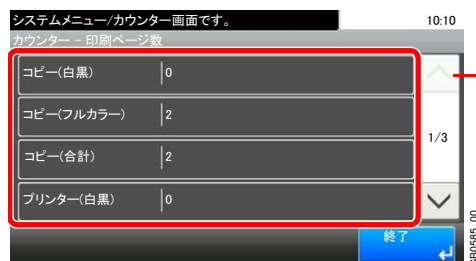 システムメニュー/カウンター画面です。 10:10
カウンター - 印刷ページ数
コピー(白黒) 0
コピー(フルカラー) 2
1/3
コピー(合計) 2
プリンター(白黒) 0
終了